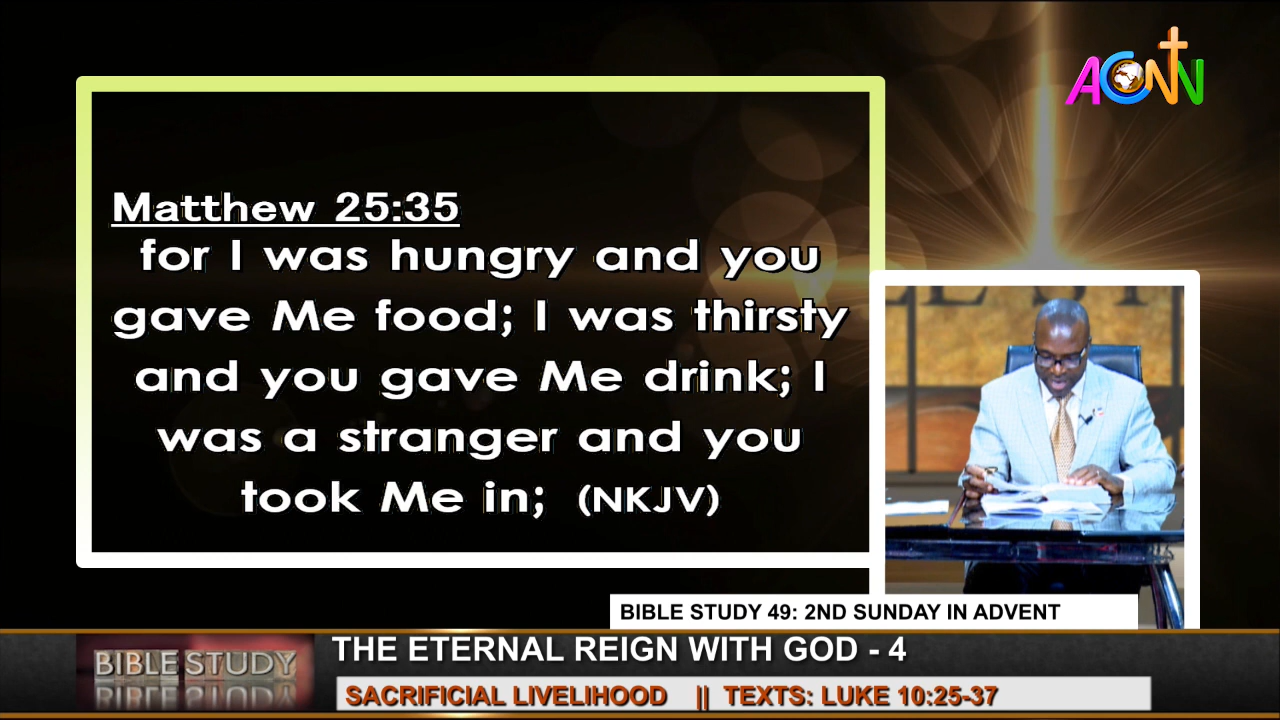 ACNN
Matthew 25:35
for I was hungry and you
gave Me food; I was thirsty
and you gave Me drink; I
was a stranger and you
took Me in; (NKJV)
BIBLE STUDY 49: 2ND SUNDAY IN ADVENT
BIBLE STUDY
THE ETERNAL REIGN WITH GOD - 4
SACRIFICIAL LIVELIHOOD || TEXTS: LUKE 10:25-37